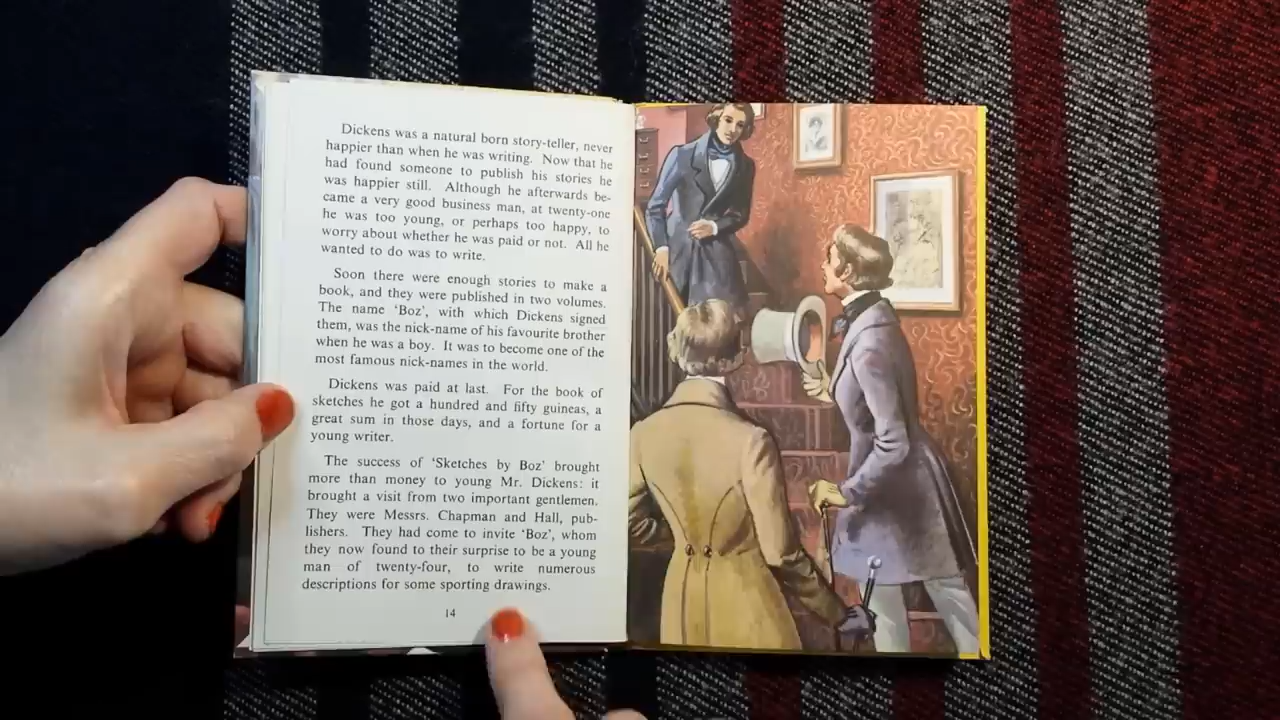 Dickens was a natural born story-teller, never
happier than when he was writing. Now that he
had found someone to publish his stories he
was happier still. Although he afterwards be-
came a very good business man, at twenty-one
he was too young, or perhaps too happy, to
worry about whether he was paid or not. All he
wanted to do was to write.
Soon there were enough stories to make a
book, and they were published in two volumes.
The name ‘Boz’, with which Dickens signed
them, was the nick-name of his favourite brother
when he was a boy. It was to become one of the
most famous nick-names in the world.
Dickens was paid at last. For the book of
sketches he got a hundred and fifty guineas, a
great sum in those days, and a fortune for a
young writer.
The success of ‘Sketches by Boz’ brought
more than money to young Mr. Dickens: it
brought a visit from two important gentlemen.
They were Messrs. Chapman and Hall, pub-
lishers. They had come to invite ‘Boz’, whom
they now found to their surprise to be a young
man of twenty-four, to write numerous
descriptions for some sporting drawings.
14